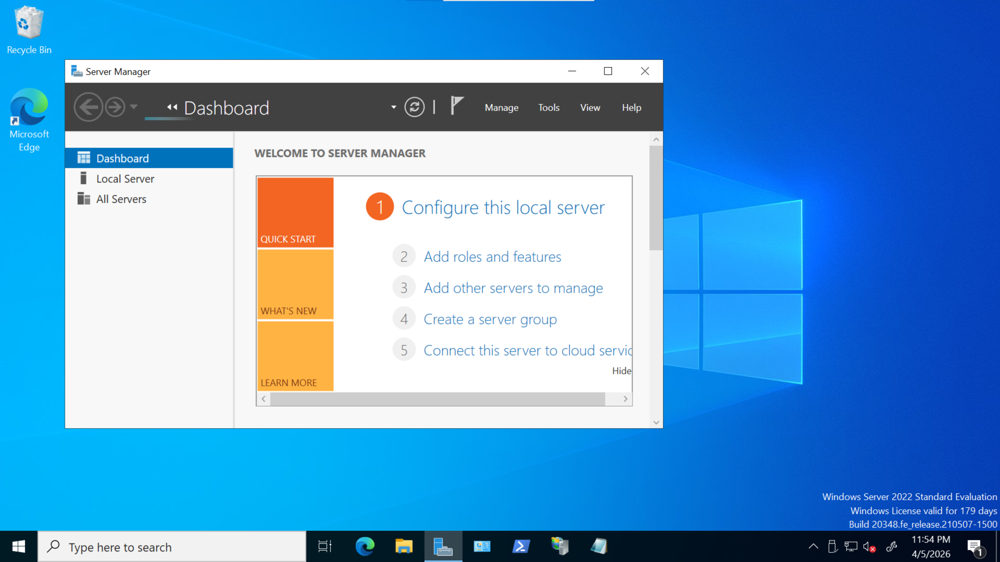 Recycle Bin
Microsoft
Edge
Server Manager
Dashboard
Manage
Tools
View
Help
Dashboard
Local Server
All Servers
WELCOME TO SERVER MANAGER
QUICK START
WHAT'S NEW
LEARN MORE
1 Configure this local server
2 Add roles and features
3 Add other servers to manage
4 Create a server group
5 Connect this server to cloud servic
Hide
Windows Server 2022 Standard Evaluation
Windows License valid for 179 days
Build 20348.fe_release.210507-1500
Type here to search
11:54 PM
4/5/2026
1